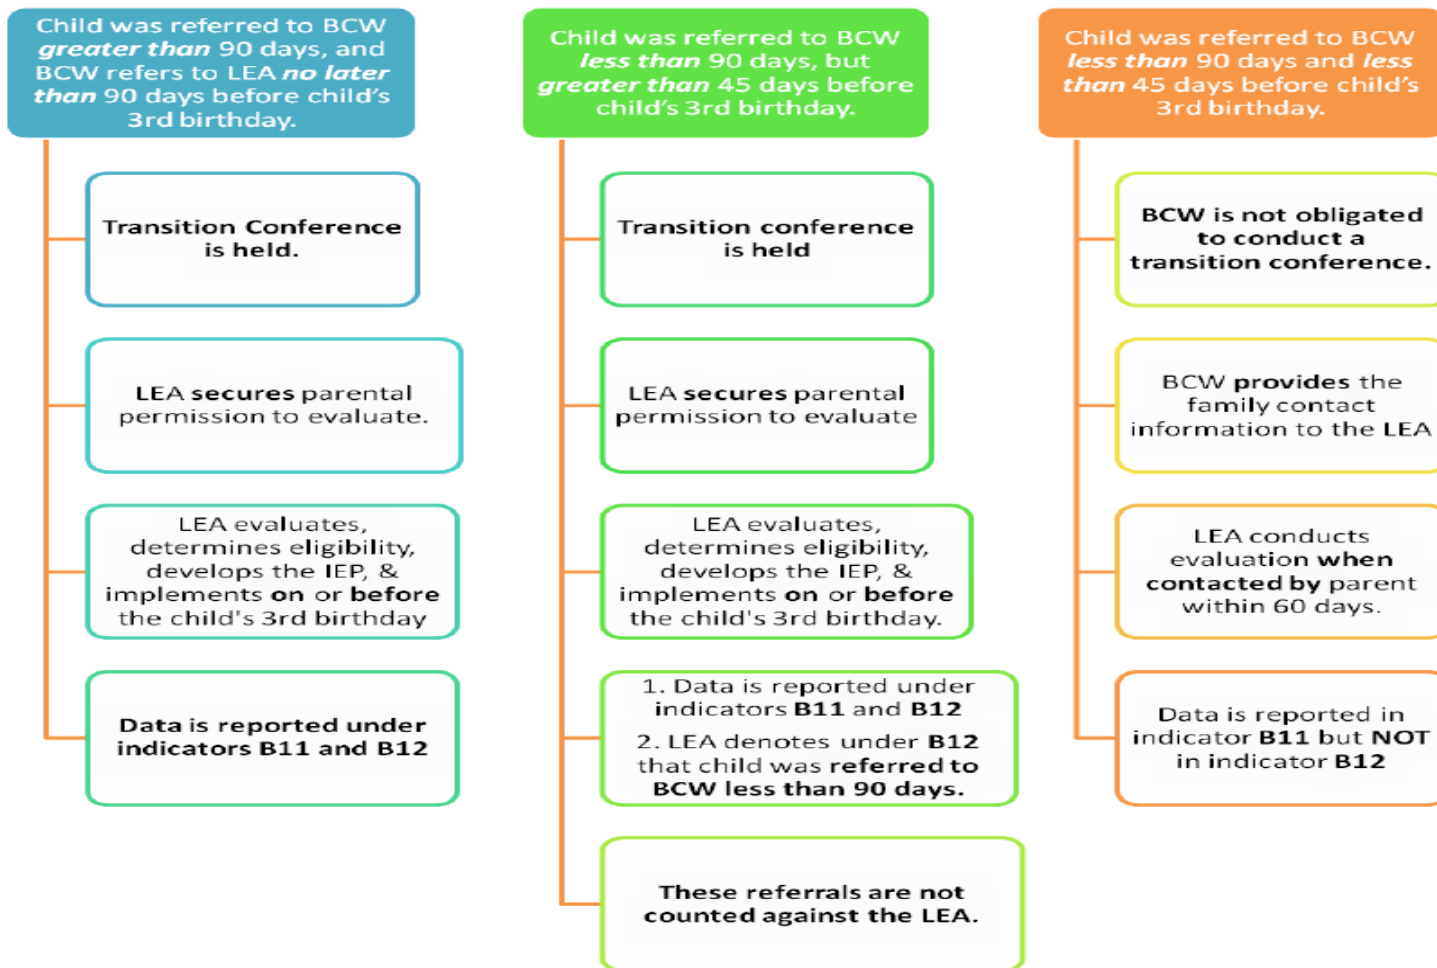 Child was referred to BCW
greater than 90 days, and
BCW refers to LEA no later
than 90 days before child's
3rd birthday.
Transition Conference
is held.
LEA secures parental
permission to evaluate.
LEA evaluates,
determines eligibility,
develops the IEP, &
implements on or before
the child's 3rd birthday
Data is reported under
indicators B11 and B12
Child was referred to BCW
less than 90 days, but
greater than 45 days before
child's 3rd birthday.
Transition conference
is held
LEA secures parental
permission to evaluate
LEA evaluates,
determines eligibility,
develops the IEP, &
implements on or before
the child's 3rd birthday.
1. Data is reported under
indicators B11 and B12
2. LEA denotes under B12
that child was referred to
BCW less than 90 days.
These referrals are not
counted against the LEA.
Child was referred to BCW
less than 90 days and less
than 45 days before child's
3rd birthday.
BCW is not obligated
to conduct a
transition conference.
BCW provides the
family contact
information to the LEA
LEA conducts
evaluation when
contacted by parent
within 60 days.
Data is reported in
indicator B11 but NOT
in indicator B12